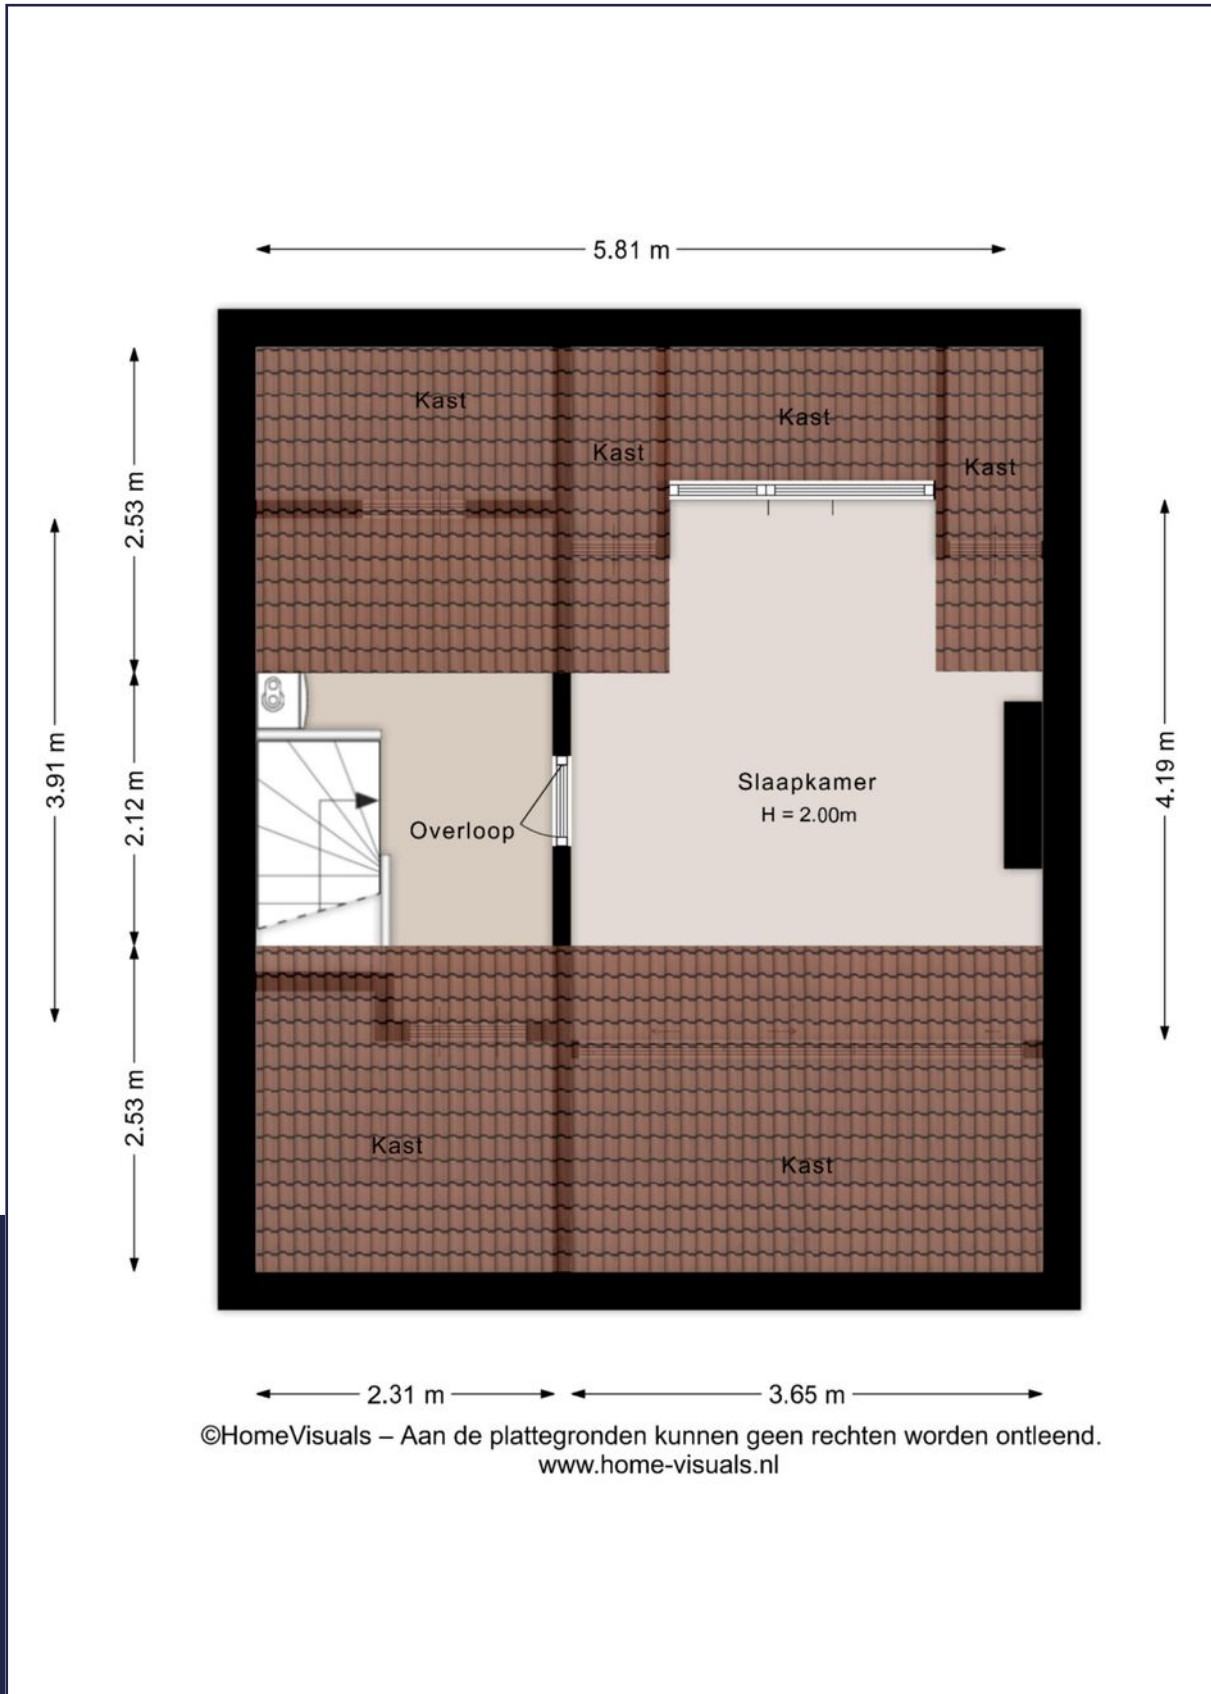 5.81 m
Kast
Kast
Kast
Kast
2.53 m
3.91 m
2.12 m
4.19 m
Slaapkamer
H = 2.00m
Overloop
2.53 m
Kast
Kast
2.31 m
3.65 m
©HomeVisuals – Aan de plattegronden kunnen geen rechten worden ontleend.
www.home-visuals.nl